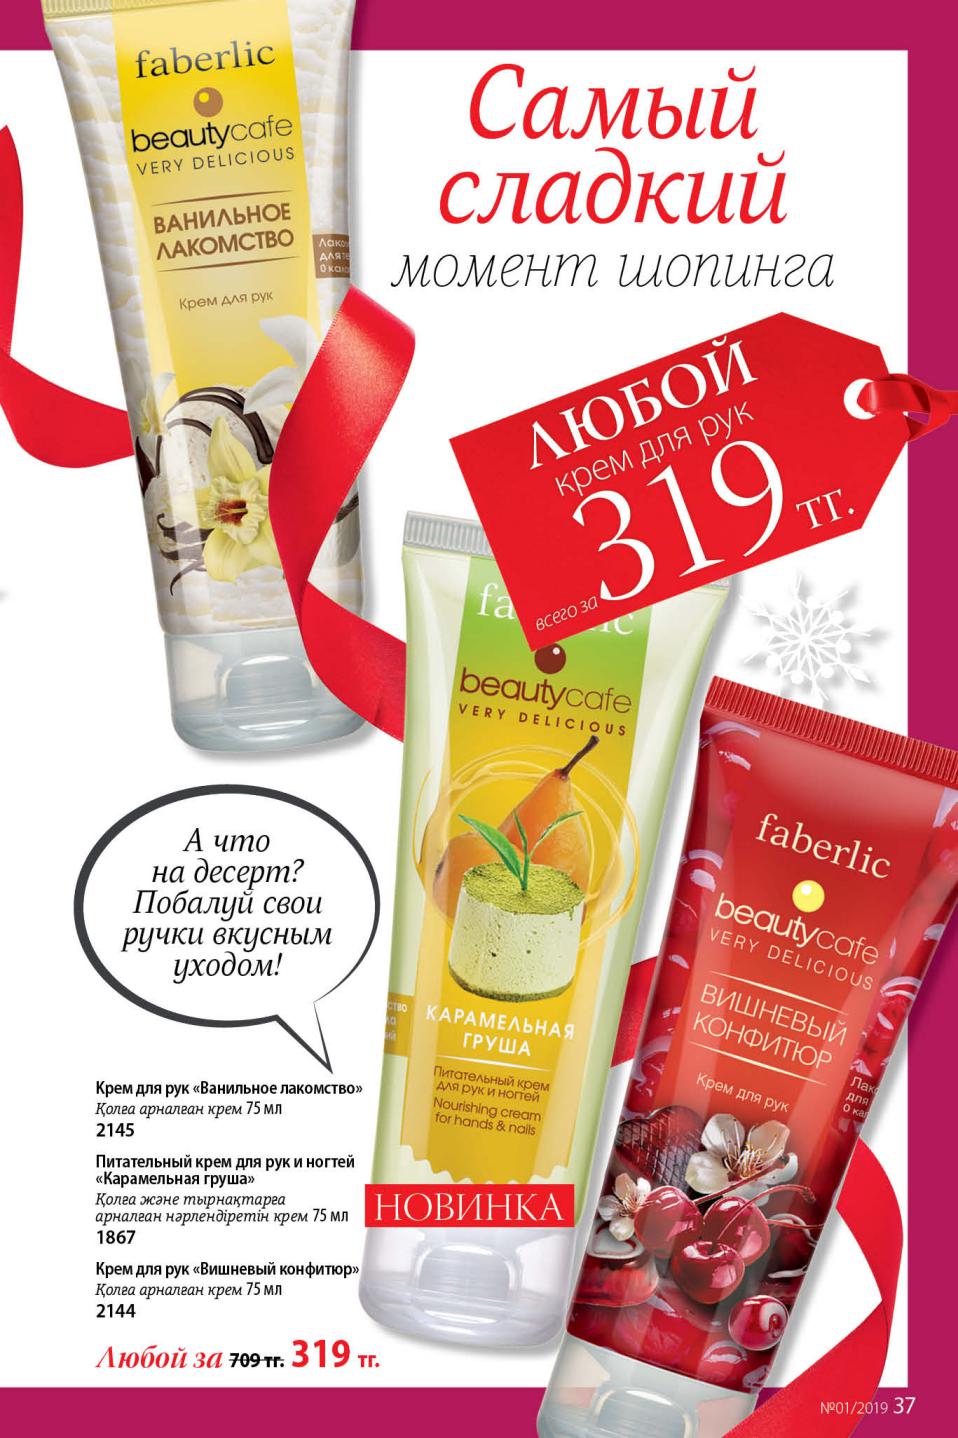 faberlic
beautycafe
VERY DELICIOUS
ВАНИЛЬНОЕ
ЛАКОМСТВО
Крем для рук
0 кал
Самый
сладкий
момент шопинга
ЛЮБОЙ
крем для рук
всего за 319 тг.
beautycafe
VERY DELICIOUS
КАРАМЕЛЬНАЯ
ГРУША
Питательный крем
для рук и ногтей
Nourishing cream
for hands & nails
НОВИНКА
faberlic
beautycafe
VERY DELICIOUS
ВИШНЕВЫЙ
КОНФИТЮР
Крем для рук
А что
на десерт?
Побалуй свои
ручки вкусным
уходом!
Крем для рук «Ванильное лакомство»
Қолға арналған крем 75 мл
2145
Питательный крем для рук и ногтей
«Карамельная груша»
Қолға және тырнақтарға
арналған нәрлендіретін крем 75 мл
1867
Крем для рук «Вишневый конфитюр»
Қолға арналған крем 75 мл
2144
Любой за 709 тг. 319 тг.
№01/2019 37